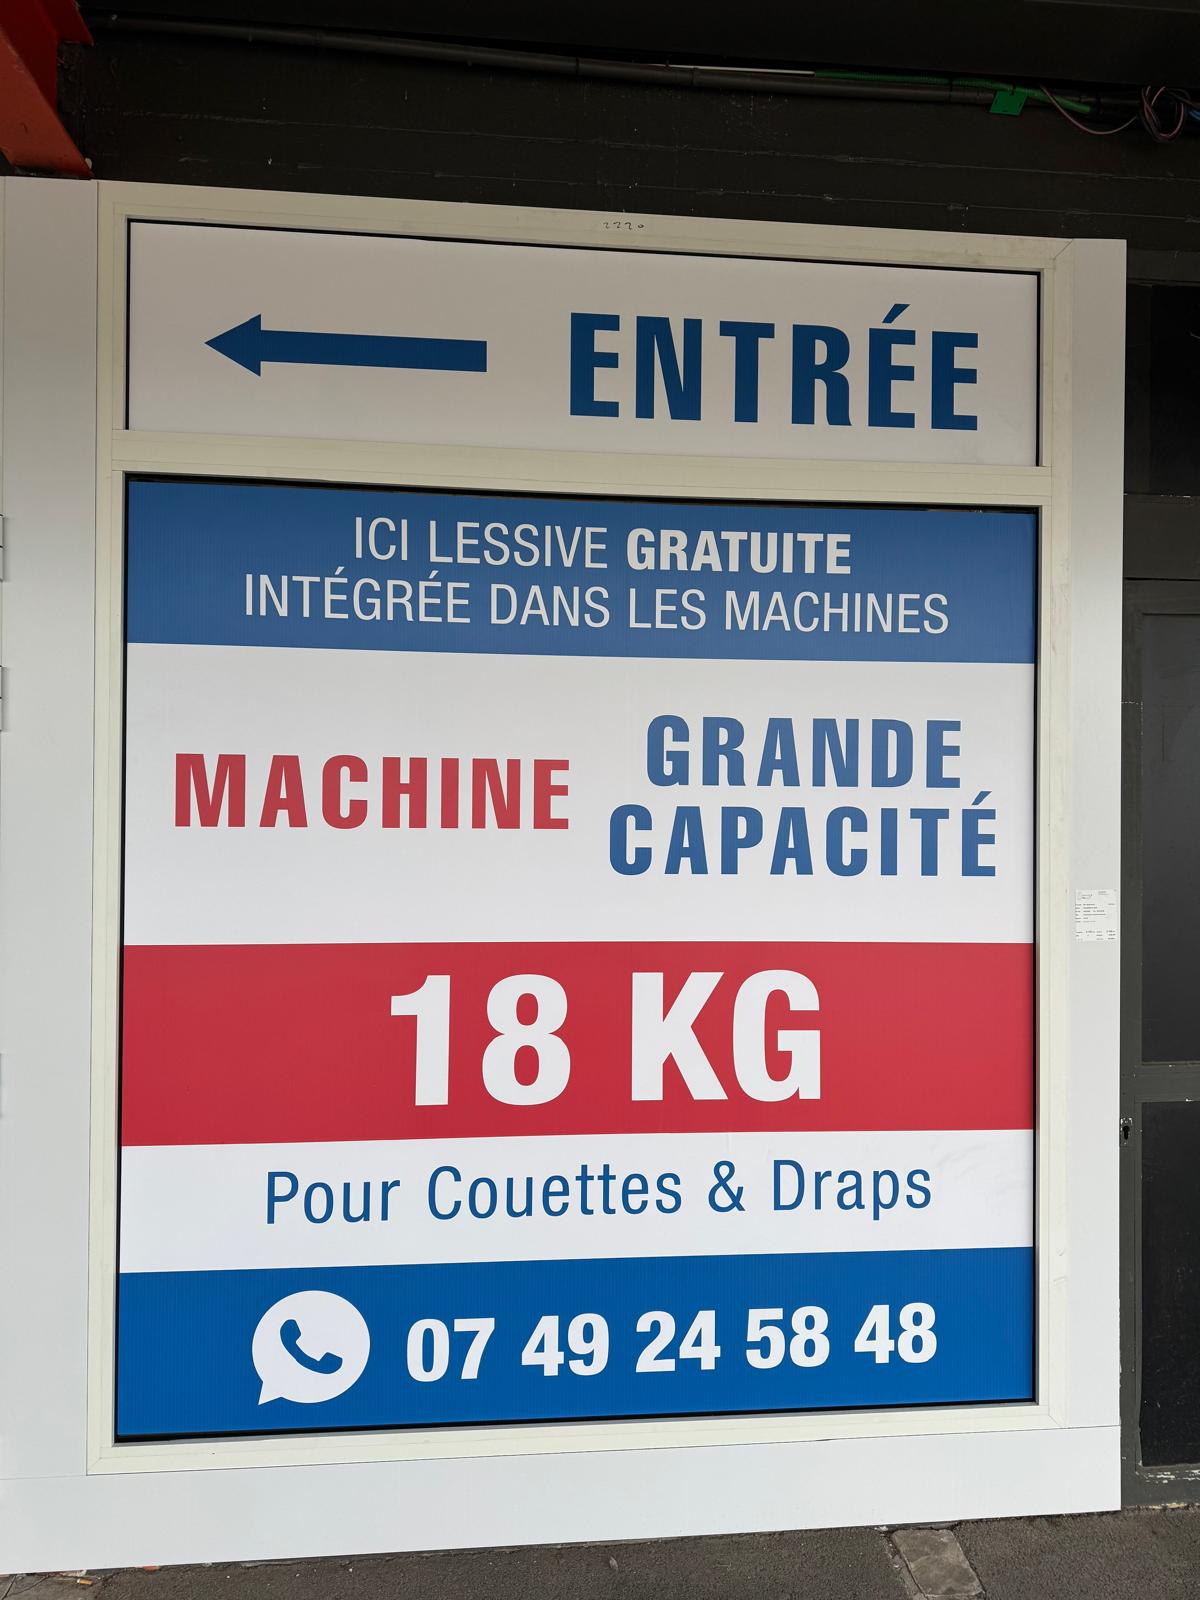 2220
ENTRÉE
ICI LESSIVE GRATUITE
INTÉGRÉE DANS LES MACHINES
MACHINE
GRANDE
CAPACITÉ
18 KG
Pour Couettes & Draps
07 49 24 58 48